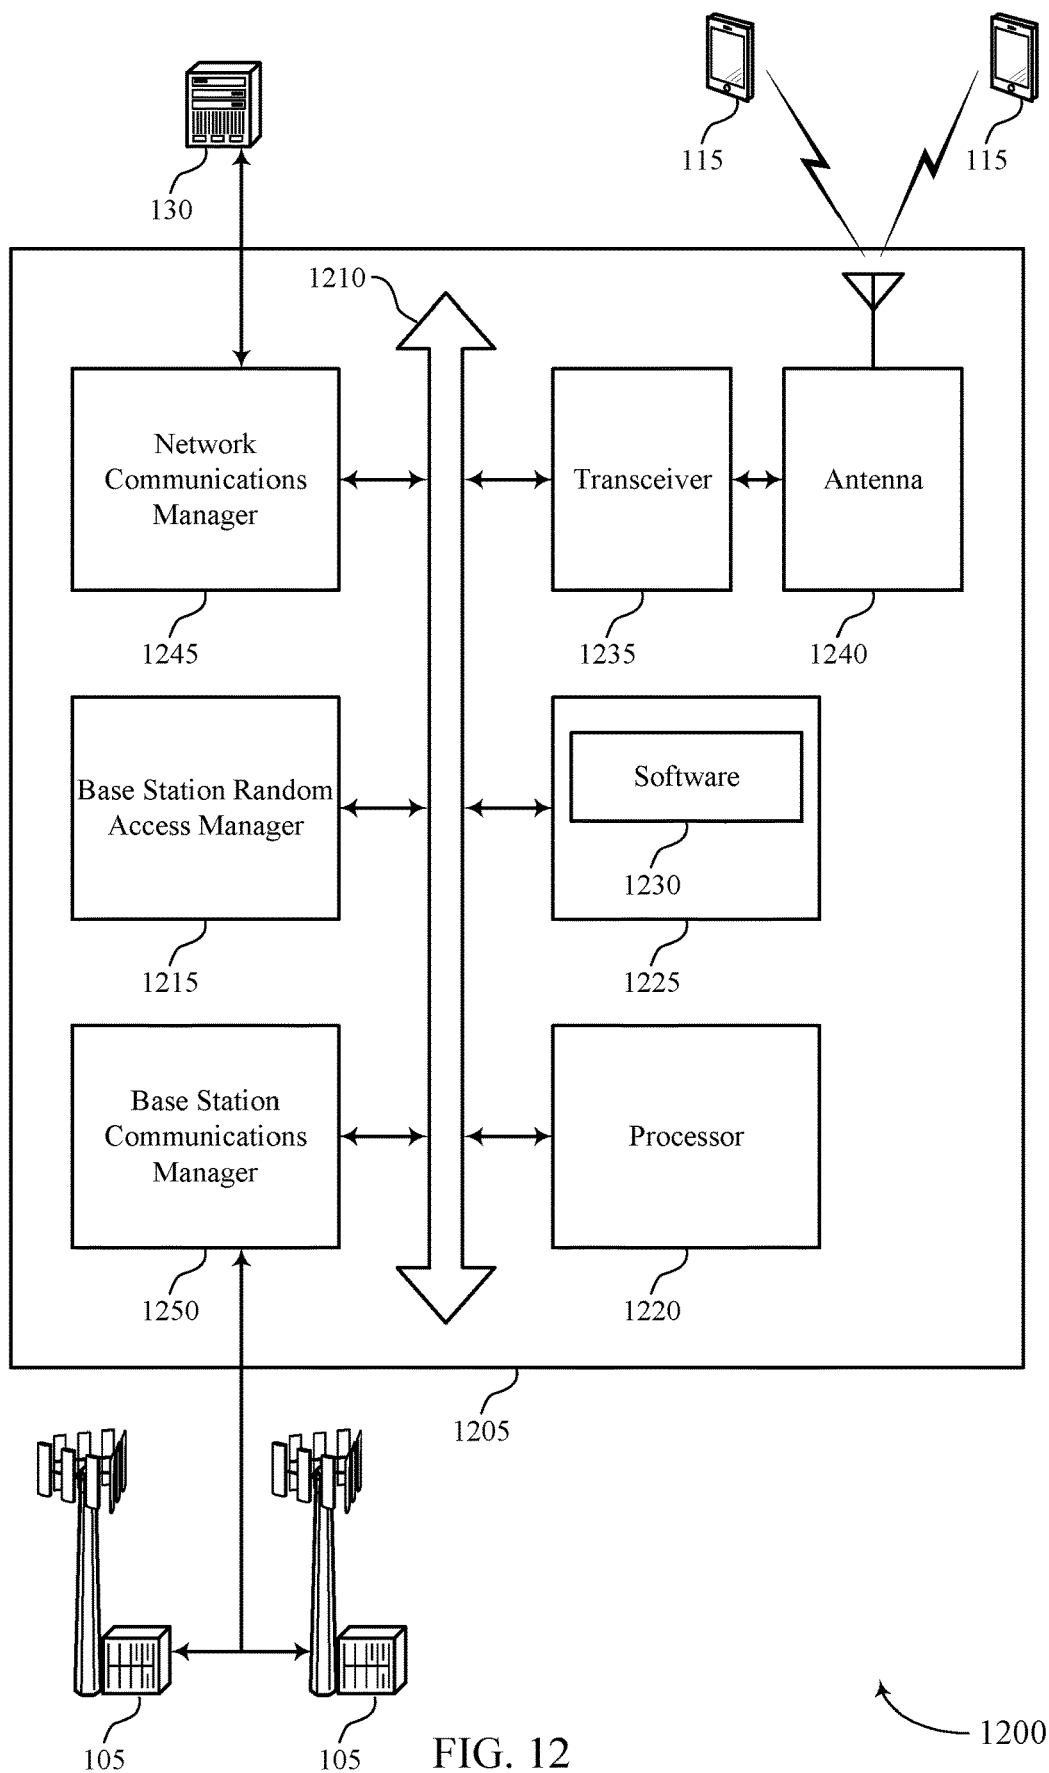 115
115
130
1210
Network
Communications
Manager
Transceiver
Antenna
1245
1235
1240
Base Station Random
Access Manager
Software
1230
1215
1225
Base Station
Communications
Manager
Processor
1250
1220
1205
105
105
FIG. 12
1200